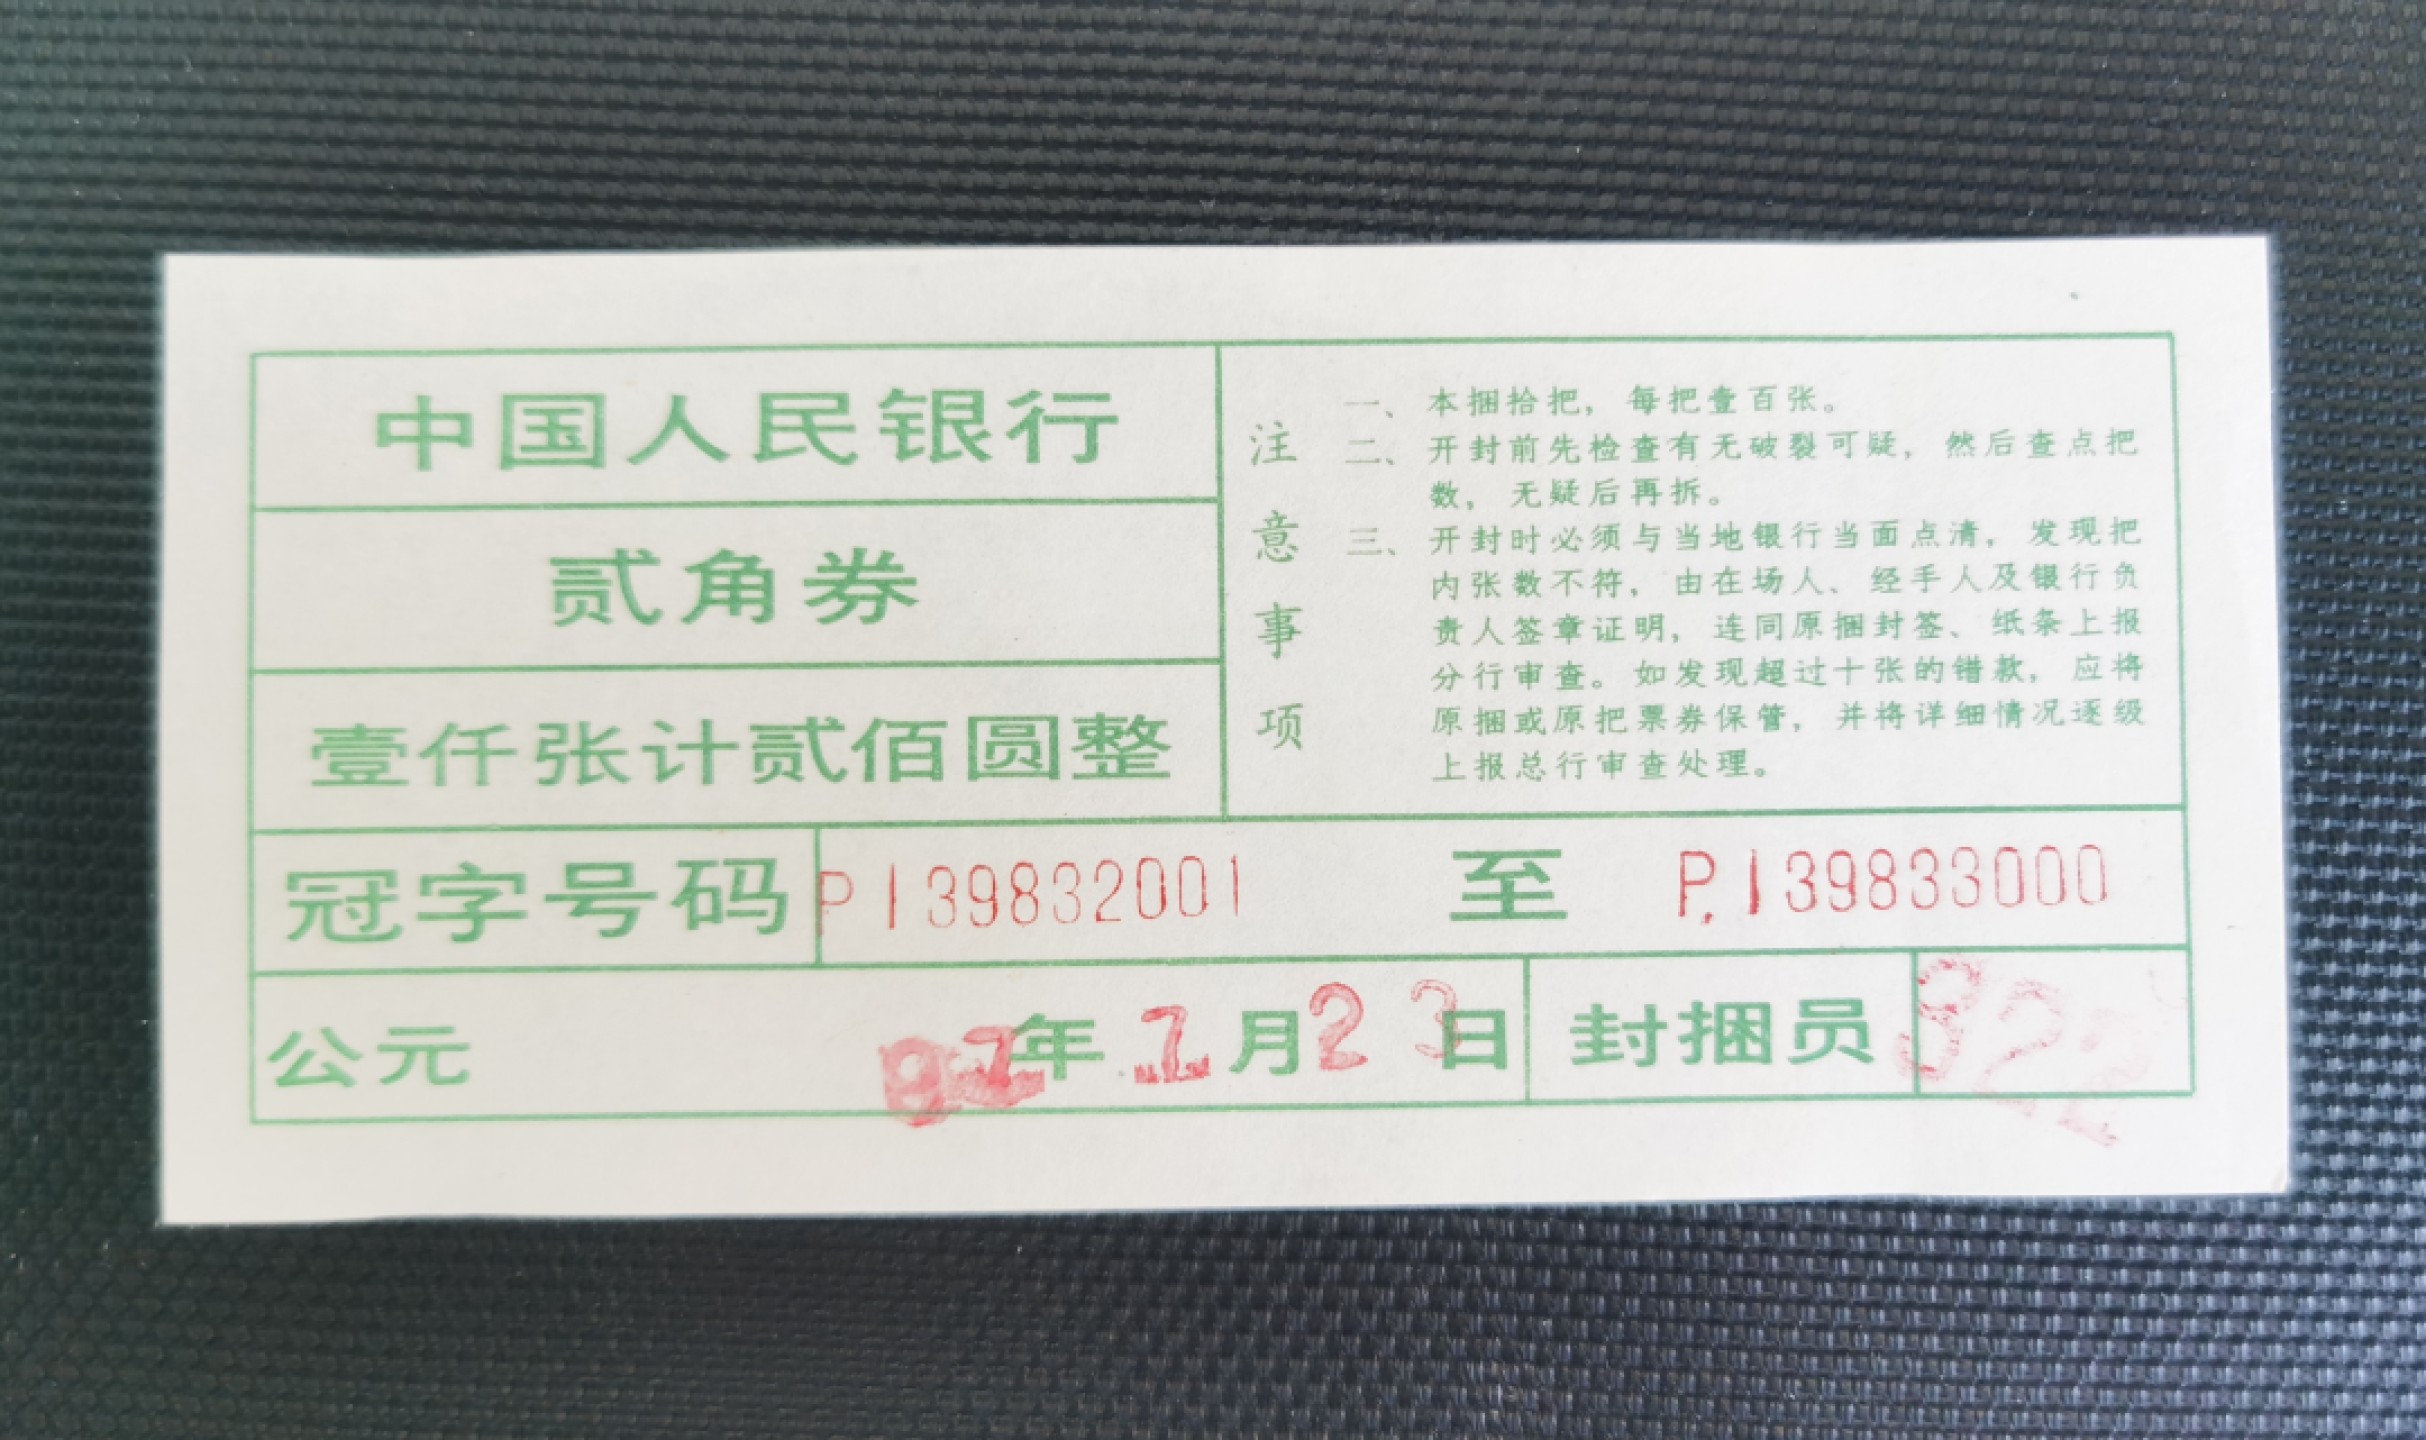 中国人民银行
贰角券
壹仟张计贰佰圆整
注意事项
一、本捆拾把，每把壹百张。
二、开封前先检查有无破裂可疑，然后查点把
数，无疑后再拆。
三、开封时必须与当地银行当面点清，发现把
内张数不符，由在场人、经手人及银行负
责人签章证明，连同原捆封签、纸条上报
分行审查。如发现超过十张的错款，应将
原捆或原把票券保管，并将详细情况逐级
上报总行审查处理。
冠字号码 P139832001 至 P.139833000
公元 年 月23日 封捆员